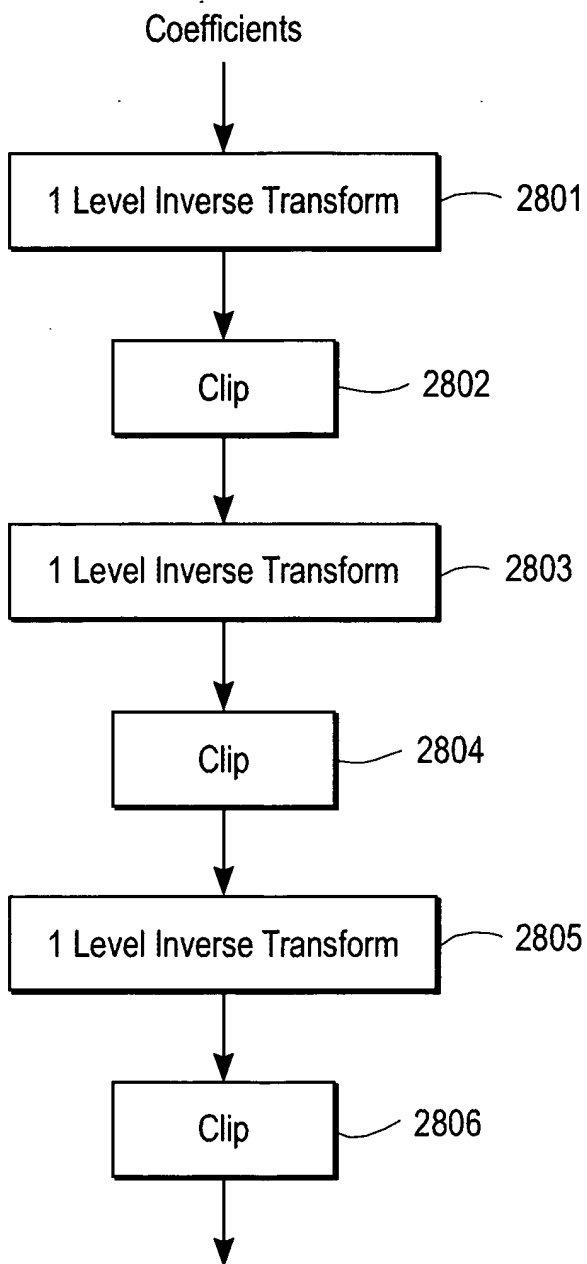 Coefficients
1 Level Inverse Transform 2801
Clip 2802
1 Level Inverse Transform 2803
Clip 2804
1 Level Inverse Transform 2805
Clip 2806